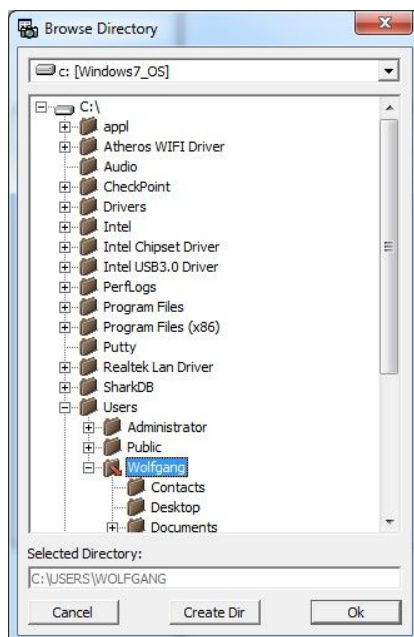 Browse Directory
c: [Windows7_OS]
C:\
appl
Atheros WIFI Driver
Audio
CheckPoint
Drivers
Intel
Intel Chipset Driver
Intel USB3.0 Driver
PerfLogs
Program Files
Program Files (x86)
Putty
Realtek Lan Driver
SharkDB
Users
Administrator
Public
Wolfgang
Contacts
Desktop
Documents
Selected Directory:
C:\USERS\WOLFGANG
Cancel Create Dir Ok